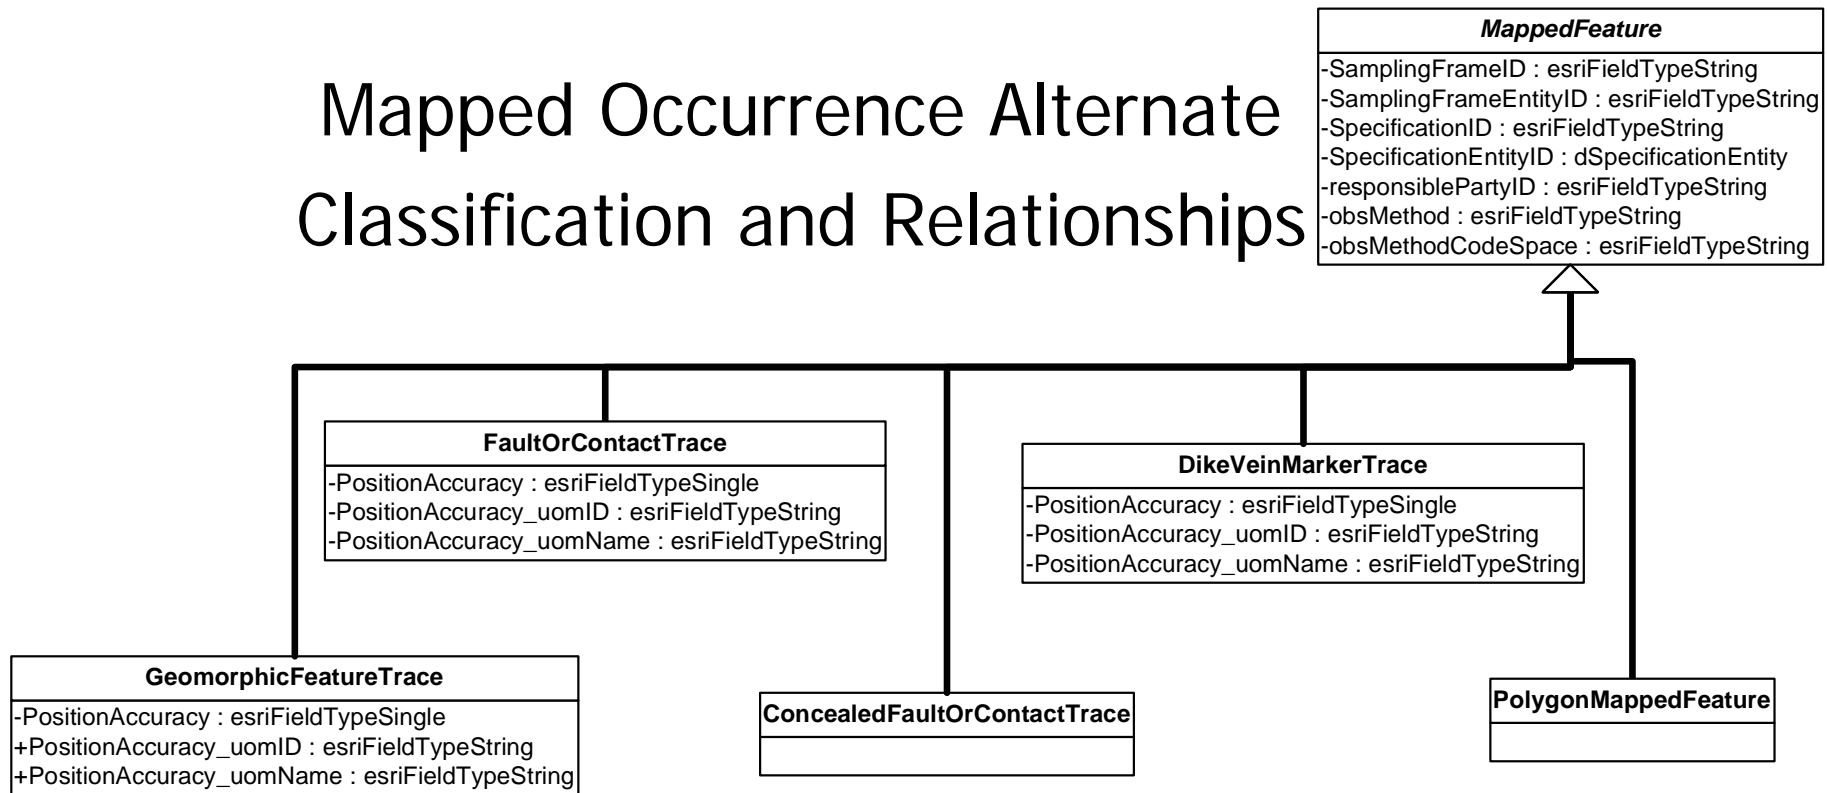 Mapped Occurrence Alternate
Classification and Relationships
MappedFeature
-SamplingFrameID : esriFieldTypeString
-SamplingFrameEntityID : esriFieldTypeString
-SpecificationID : esriFieldTypeString
-SpecificationEntityID : dSpecificationEntity
-responsiblePartyID : esriFieldTypeString
-obsMethod : esriFieldTypeString
-obsMethodCodeSpace : esriFieldTypeString
FaultOrContactTrace
-PositionAccuracy : esriFieldTypeSingle
-PositionAccuracy_uomID : esriFieldTypeString
-PositionAccuracy_uomName : esriFieldTypeString
DikeVeinMarkerTrace
-PositionAccuracy : esriFieldTypeSingle
-PositionAccuracy_uomID : esriFieldTypeString
-PositionAccuracy_uomName : esriFieldTypeString
GeomorphicFeatureTrace
-PositionAccuracy : esriFieldTypeSingle
+PositionAccuracy_uomID : esriFieldTypeString
+PositionAccuracy_uomName : esriFieldTypeString
ConcealedFaultOrContactTrace
PolygonMappedFeature